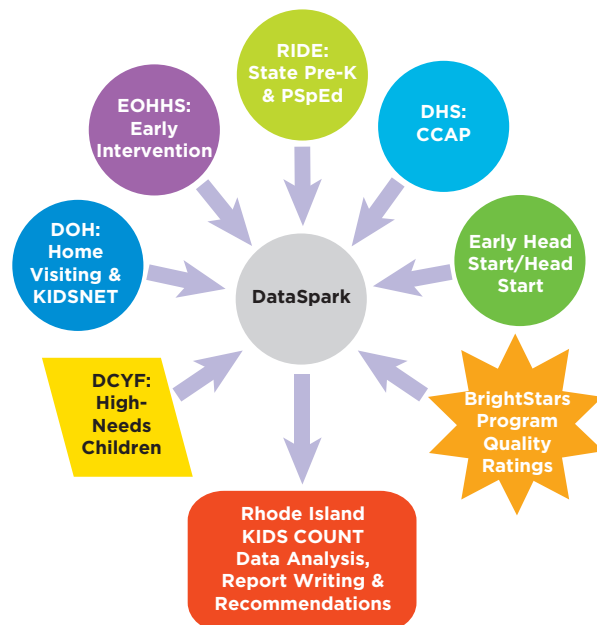 RIDE:
State Pre-K
& PSpEd
EOHHS:
Early
Intervention
DHS:
CCAP
DOH:
Home
Visiting &
KIDSNET
DataSpark
Early Head
Start/Head
Start
DCYF:
High-
Needs
Children
BrightStars
Program
Quality
Ratings
Rhode Island
KIDS COUNT
Data Analysis,
Report Writing &
Recommendations